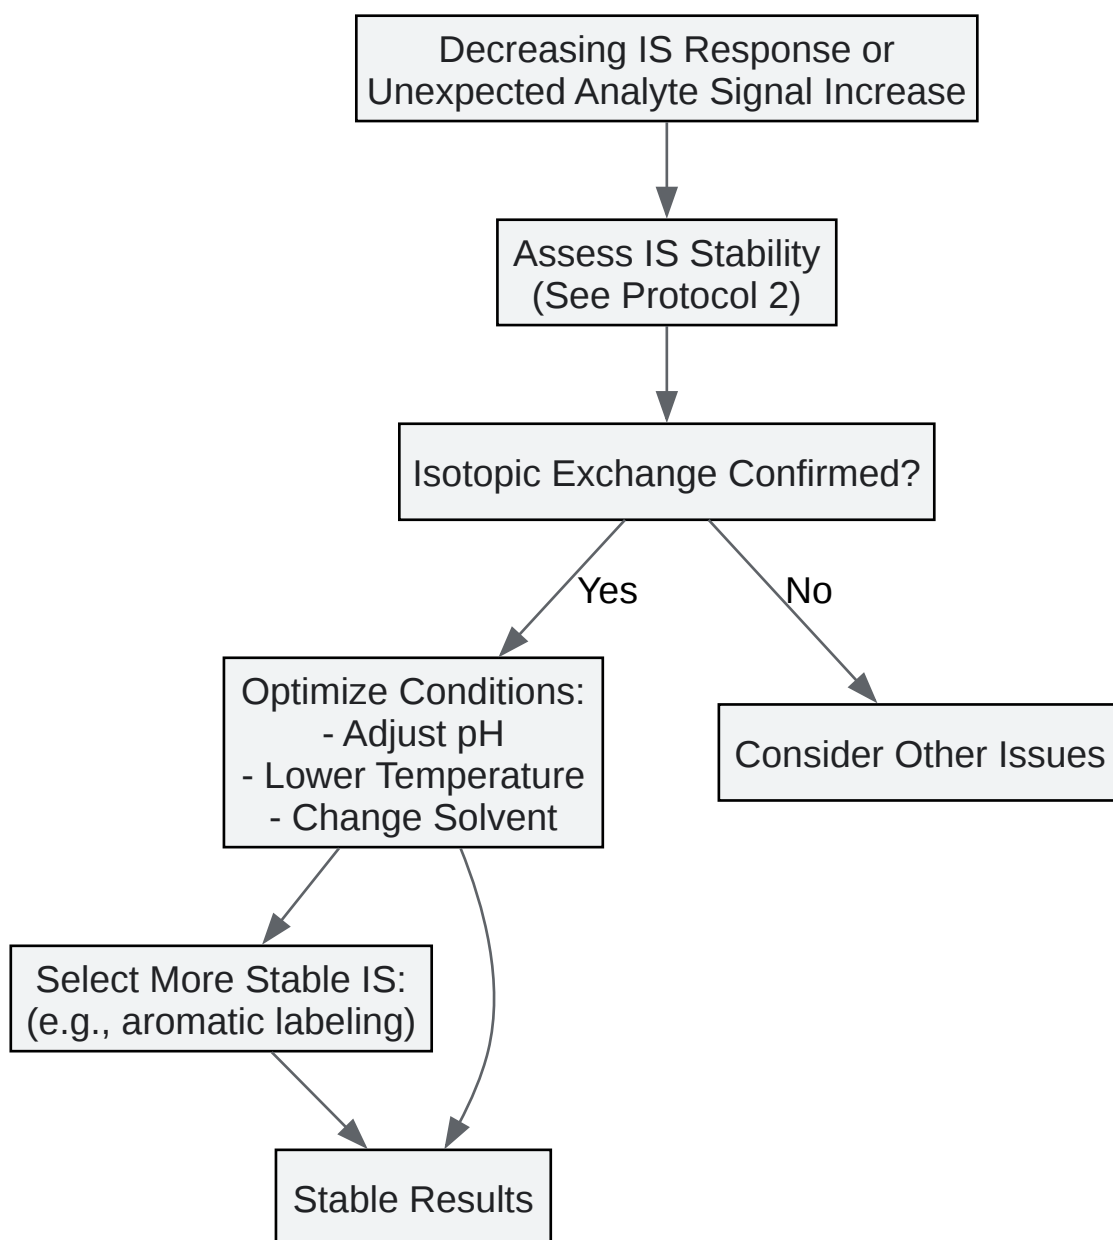 Decreasing IS Response or
Unexpected Analyte Signal Increase
Assess IS Stability
(See Protocol 2)
Isotopic Exchange Confirmed?
Yes
No
Optimize Conditions:
- Adjust pH
- Lower Temperature
- Change Solvent
Consider Other Issues
Select More Stable IS:
(e.g., aromatic labeling)
Stable Results